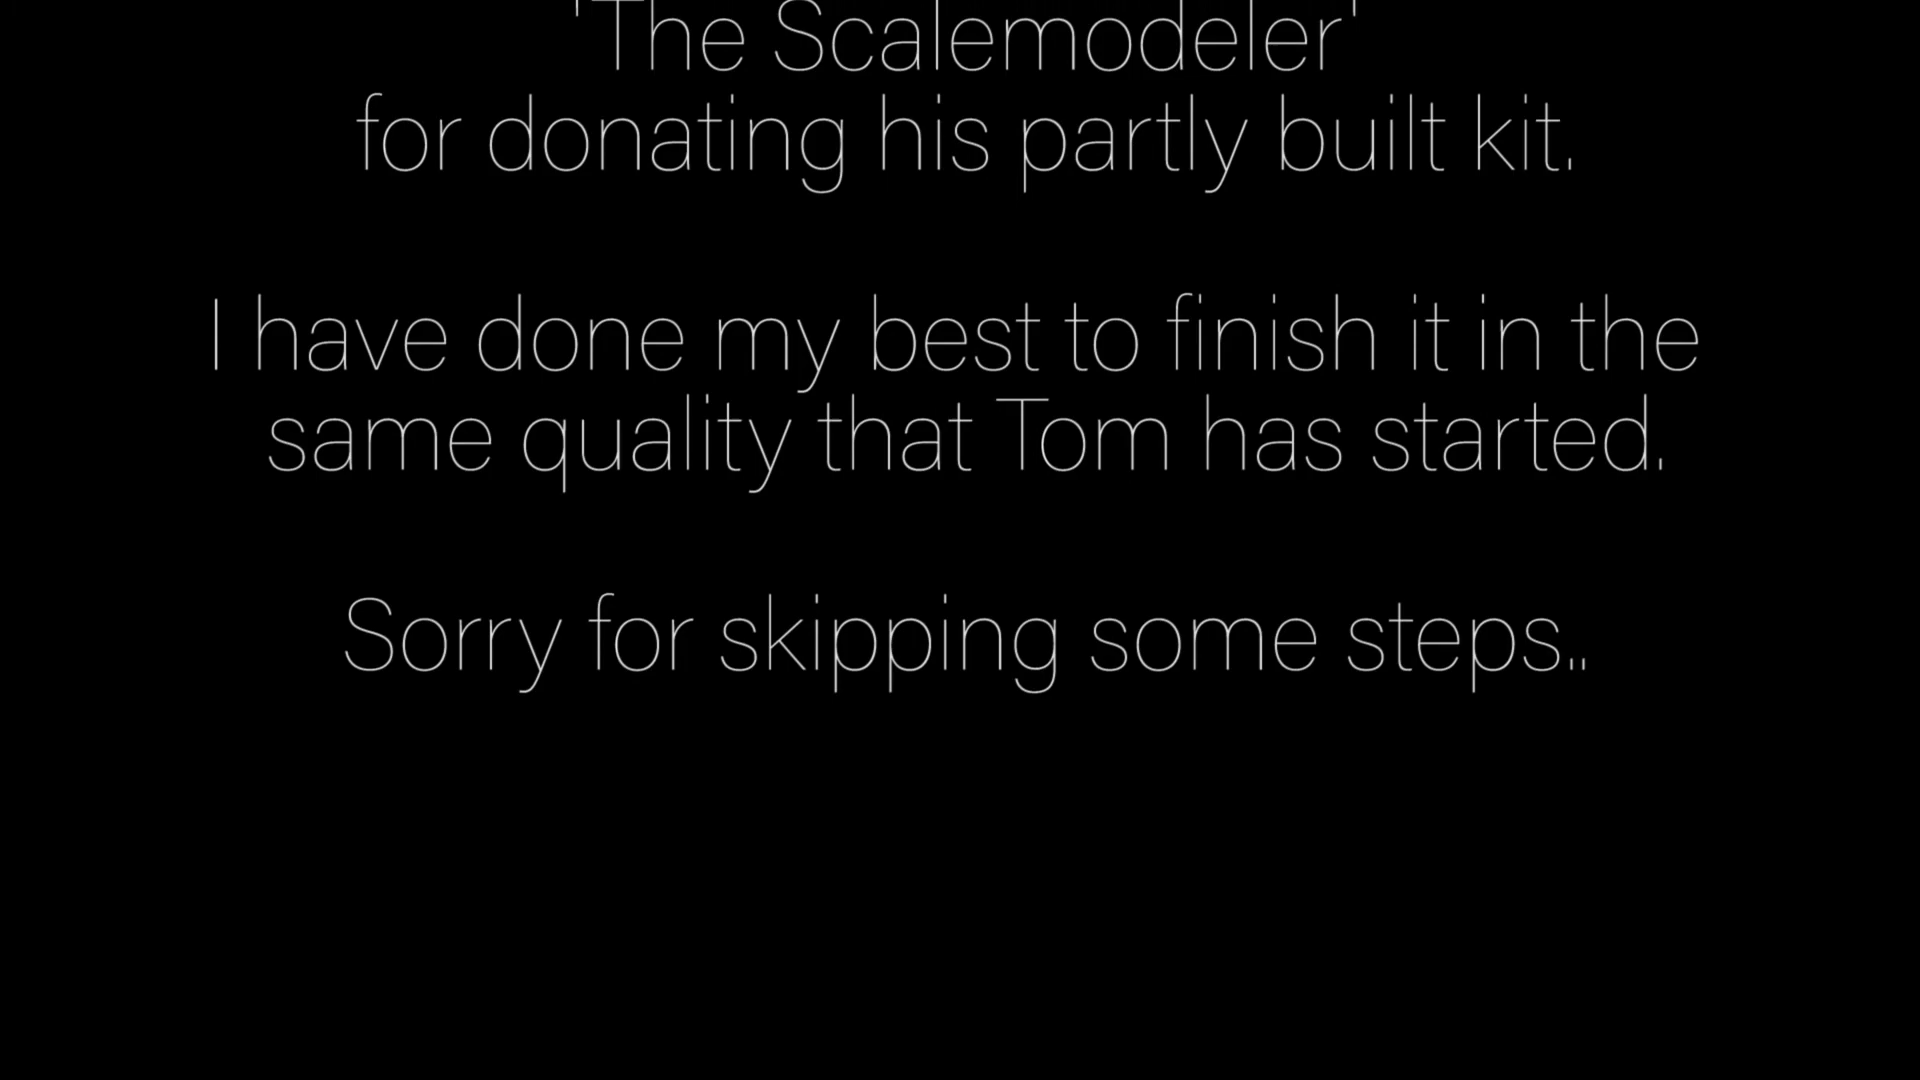 'The Scalemodeler'
for donating his partly built kit.
I have done my best to finish it in the
same quality that Tom has started.
Sorry for skipping some steps..